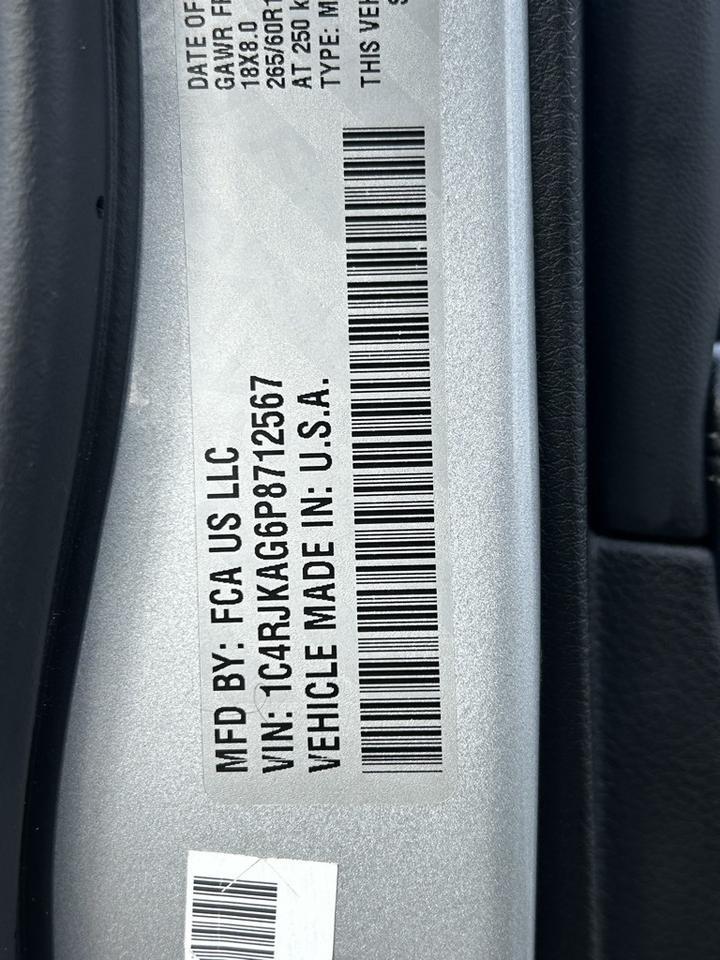 MFD BY: FCA US LLC
VIN: 1C4RJKAG6P8712567
VEHICLE MADE IN: U.S.A.
DATE OF
GAWR FR
18X8.0
265/60R1
AT 250 k
TYPE: M
THIS VEH